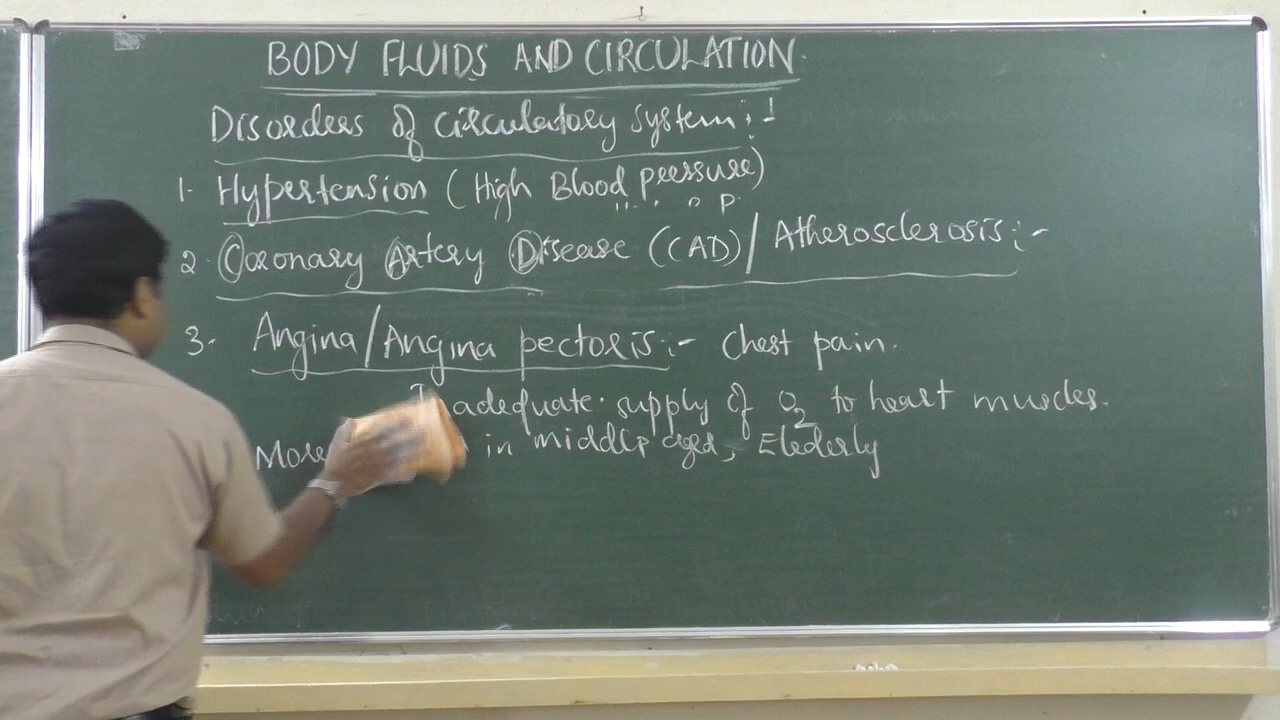 BODY FLUIDS AND CIRCULATION
Disorders of circulatory system:-
1. Hypertension (High Blood pressure)
2. Coronary Artery Disease (CAD)/Atherosclerosis:-
3. Angina/Angina pectoris:- chest pain.
adequate supply of O2 to heart muscles.
More in middle aged, Elederly